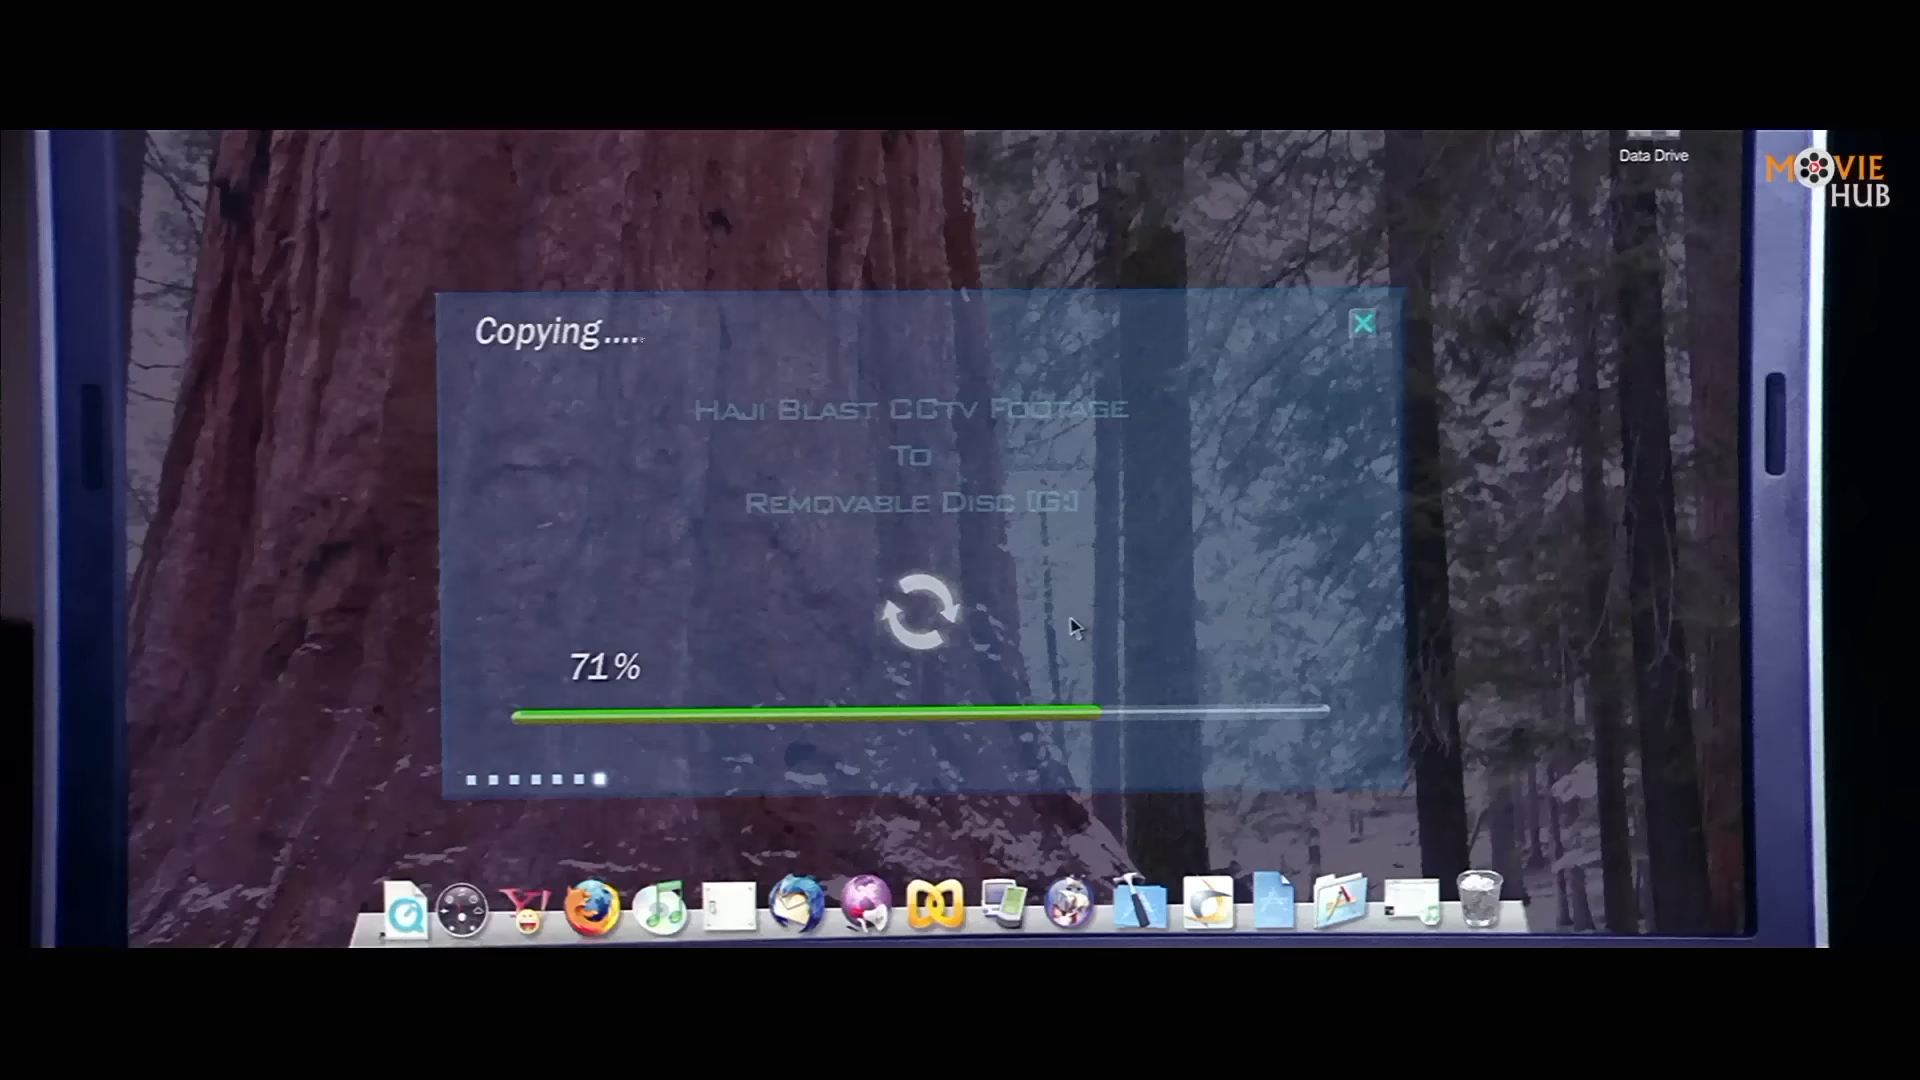 Data Drive
MOVIE
HUB
Copying.....
HAJI BLAST CCTV FOOTAGE
TO
REMOVABLE DISC [G:]
71%